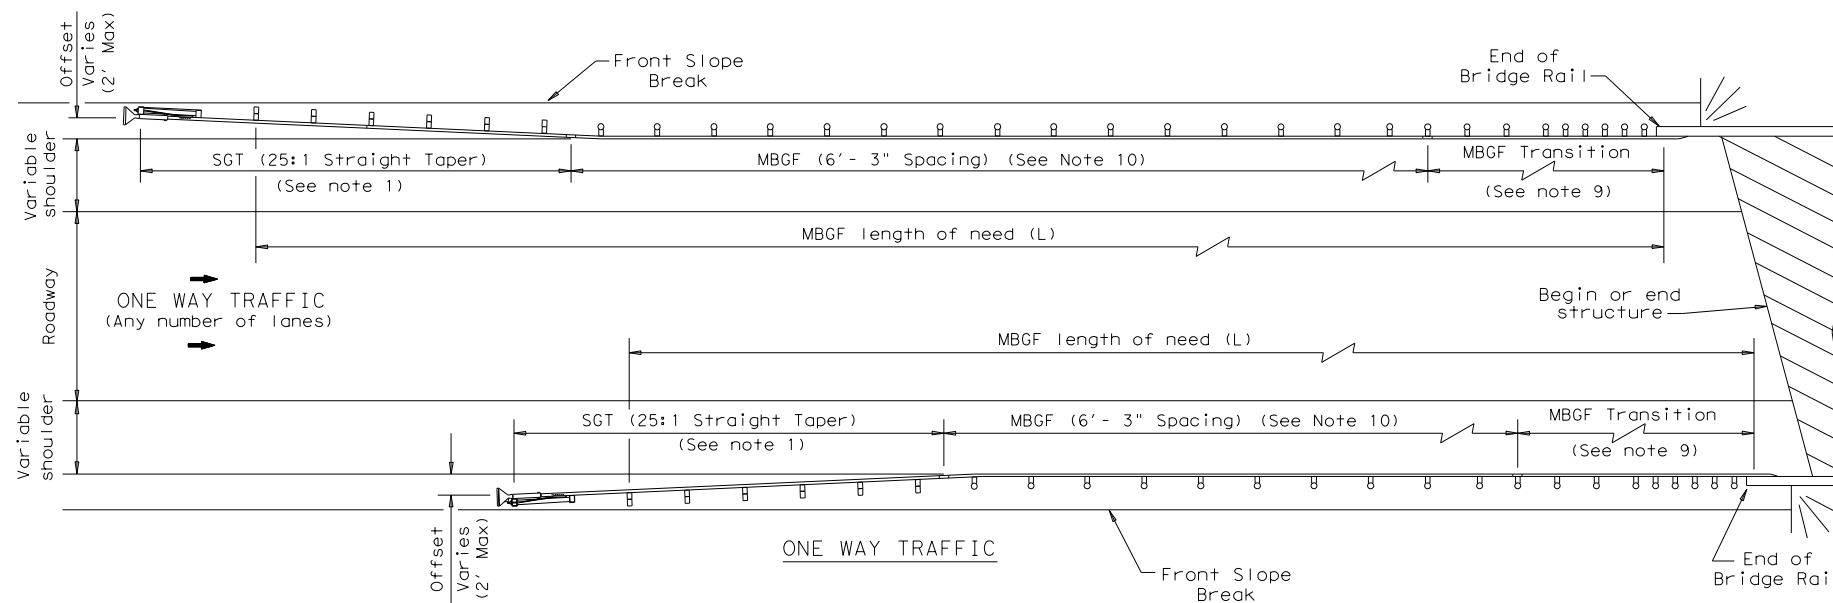 Offset
Varies
(2' Max)
Front Slope
Break
End of
Bridge Rail
Variable
shoulder
SGT (25:1 Straight Taper)
(See note 1)
MBGF (6'- 3" Spacing) (See Note 10)
MBGF Transition
(See note 9)
MBGF length of need (L)
Roadway
ONE WAY TRAFFIC
(Any number of lanes)
Begin or end
structure
MBGF length of need (L)
Variable
shoulder
SGT (25:1 Straight Taper)
(See note 1)
MBGF (6'- 3" Spacing) (See Note 10)
MBGF Transition
(See note 9)
Offset
Varies
(2' Max)
ONE WAY TRAFFIC
Front Slope
Break
End of
Bridge Rai